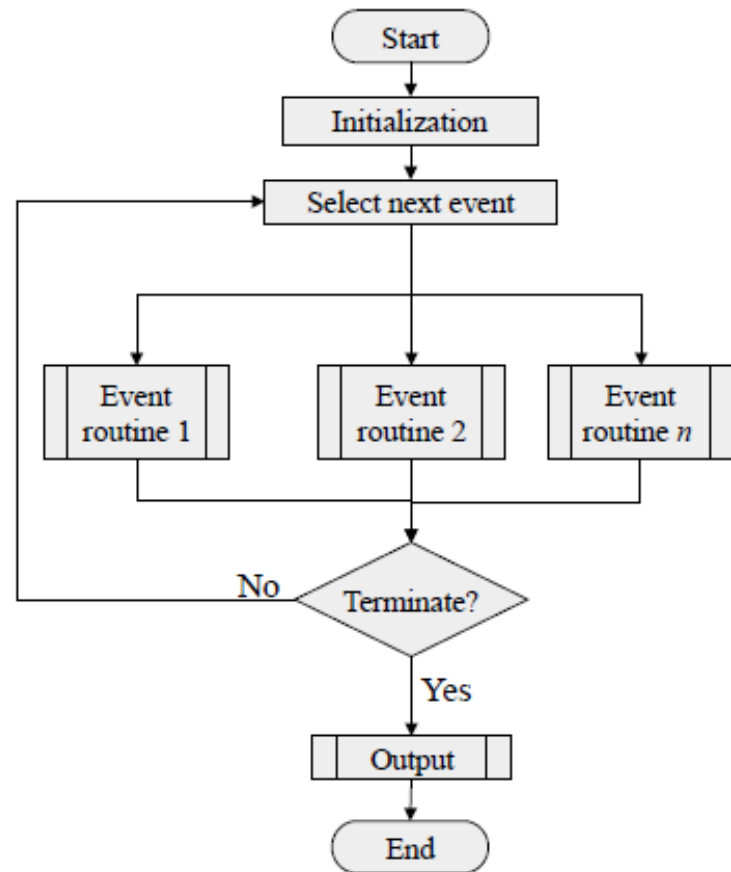 Start
Initialization
Select next event
Event
routine 1
Event
routine 2
Event
routine n
Terminate?
No
Yes
Output
End